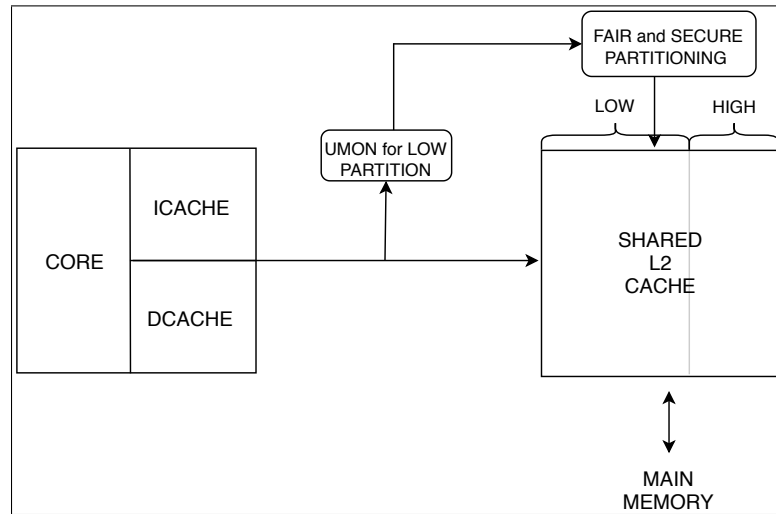 FAIR and SECURE
PARTITIONING
LOW
HIGH
UMON for LOW
PARTITION
ICACHE
CORE
DCACHE
SHARED
L2
CACHE
MAIN
MEMORY